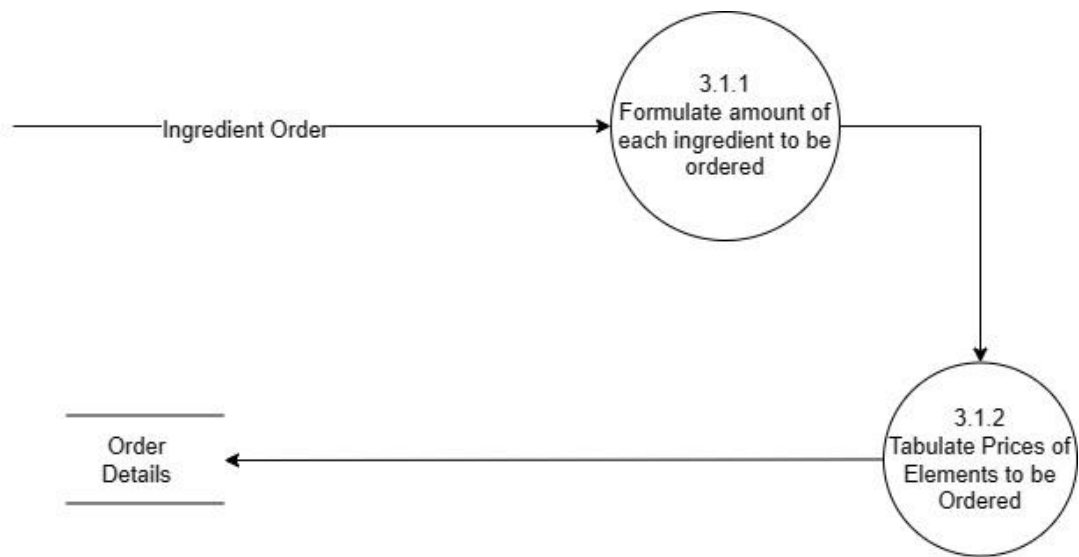 3.1.1
Formulate amount of
each ingredient to be
ordered
Ingredient Order
3.1.2
Tabulate Prices of
Elements to be
Ordered
Order
Details